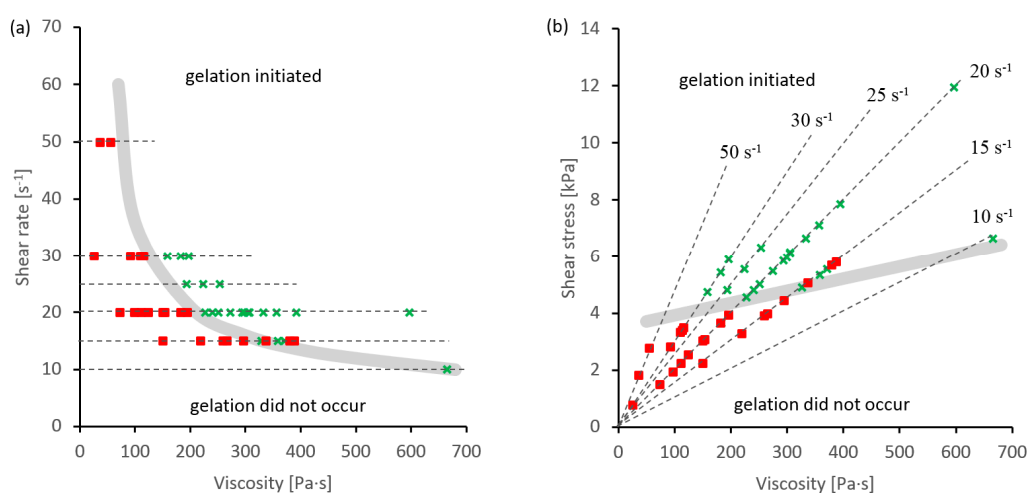 (a)
70
60
50
40
30
20
10
0
Shear rate [s⁻¹]
gelation initiated
gelation did not occur
0 100 200 300 400 500 600 700
Viscosity [Pa·s]
(b)
14
12
10
8
6
4
2
0
Shear stress [kPa]
gelation initiated
50 s⁻¹
30 s⁻¹
25 s⁻¹
20 s⁻¹
15 s⁻¹
10 s⁻¹
gelation did not occur
0 100 200 300 400 500 600 700
Viscosity [Pa·s]